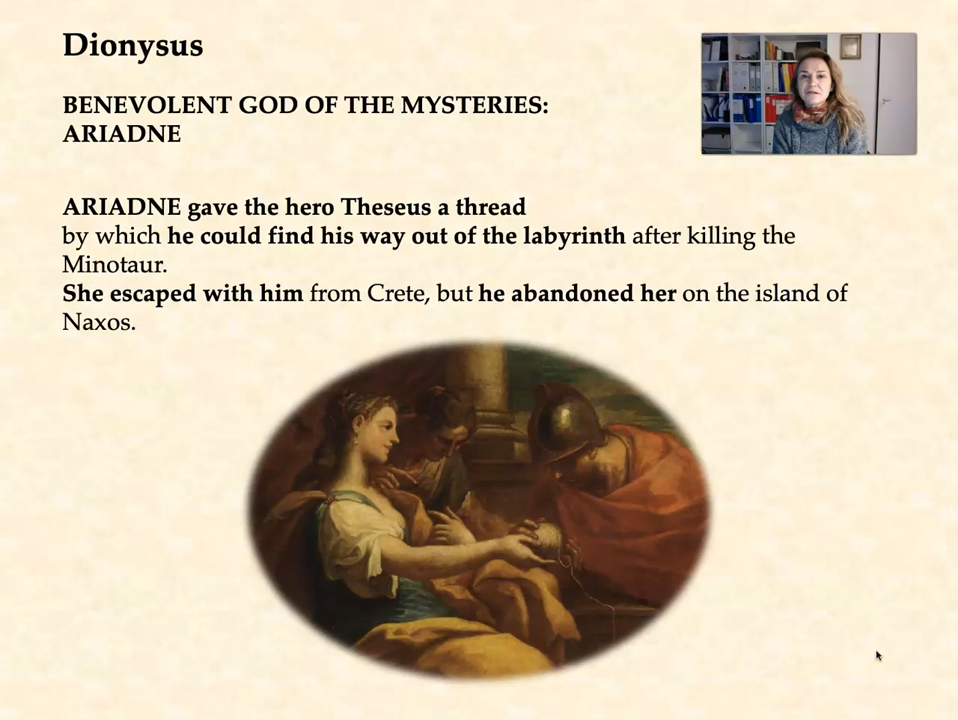 Dionysus
BENEVOLENT GOD OF THE MYSTERIES:
ARIADNE
ARIADNE gave the hero Theseus a thread
by which he could find his way out of the labyrinth after killing the
Minotaur.
She escaped with him from Crete, but he abandoned her on the island of
Naxos.